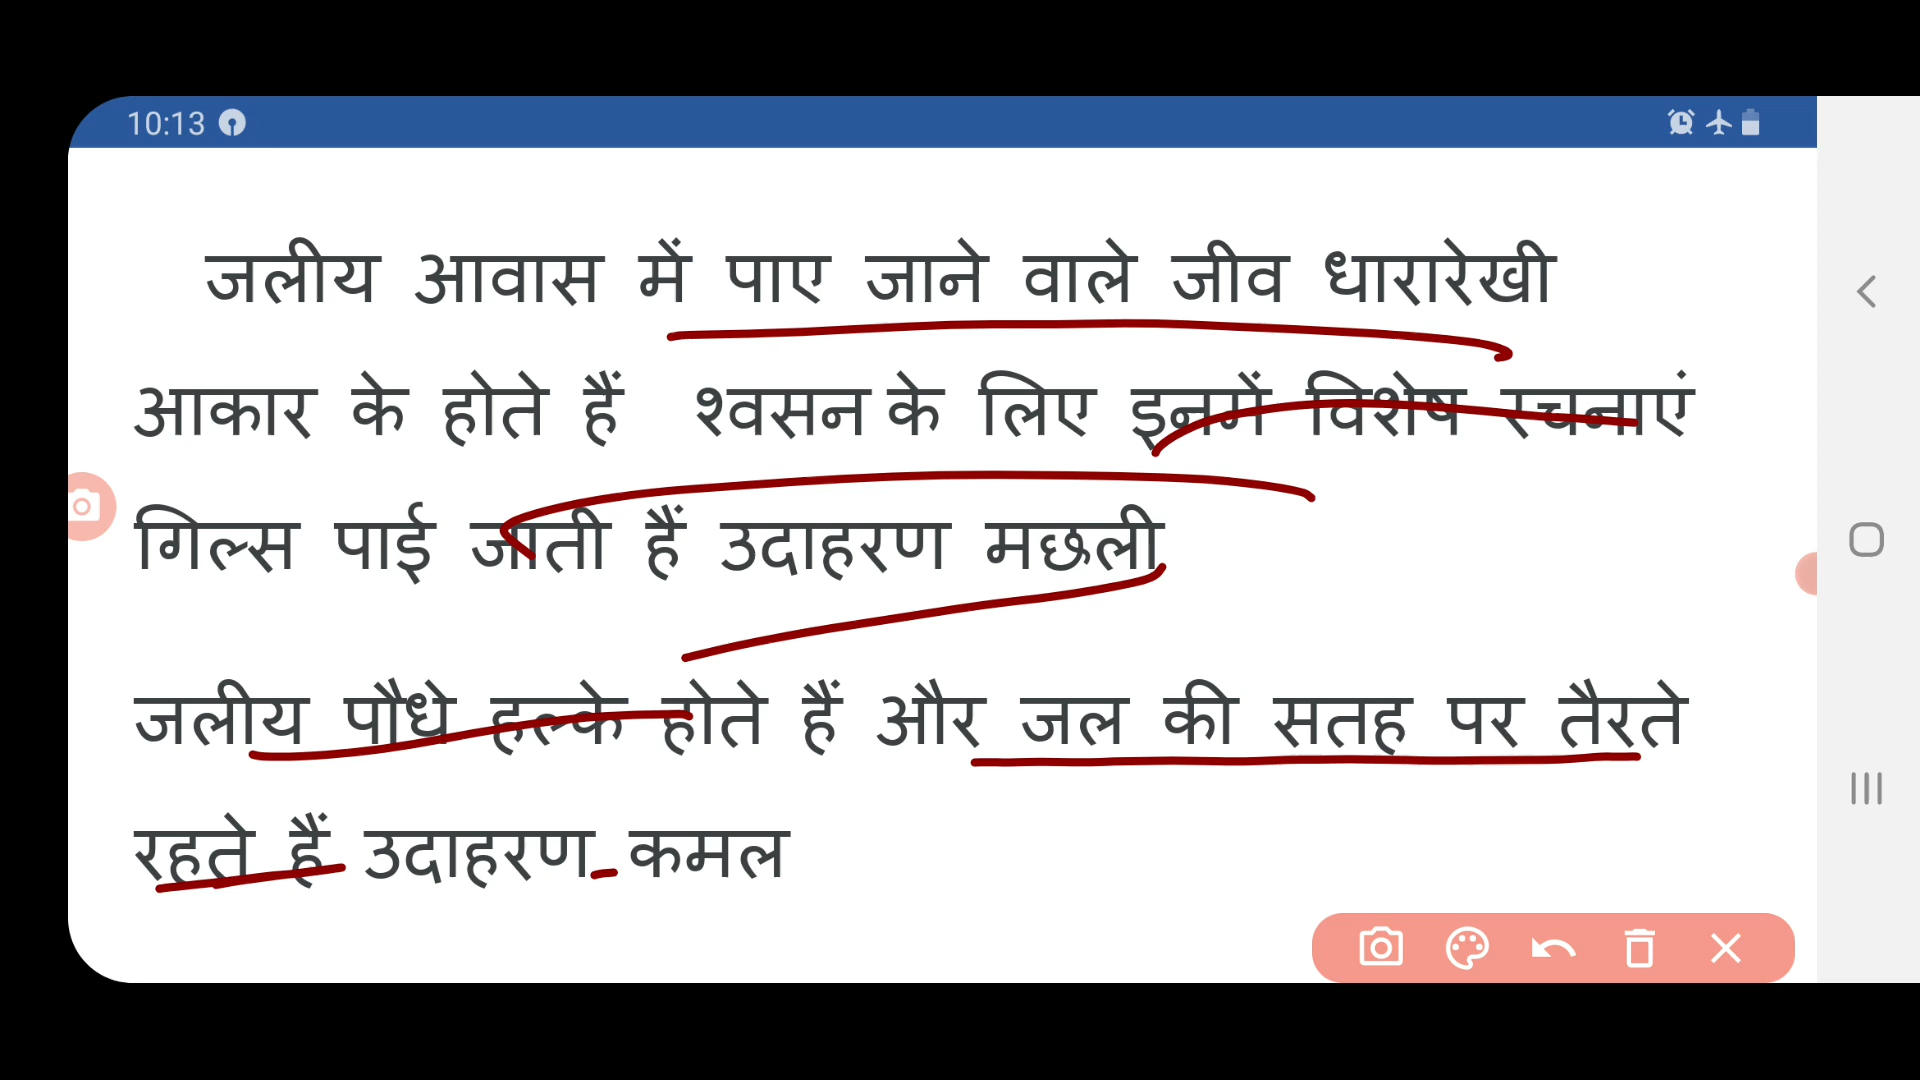 10:13
जलीय आवास में पाए जाने वाले जीव धारारेखी
आकार के होते हैं श्वसन के लिए इनमें विशेष रचनाएं
गिल्स पाई जाती हैं उदाहरण मछली
जलीय पौधे हल्के होते हैं और जल की सतह पर तैरते
रहते हैं उदाहरण कमल